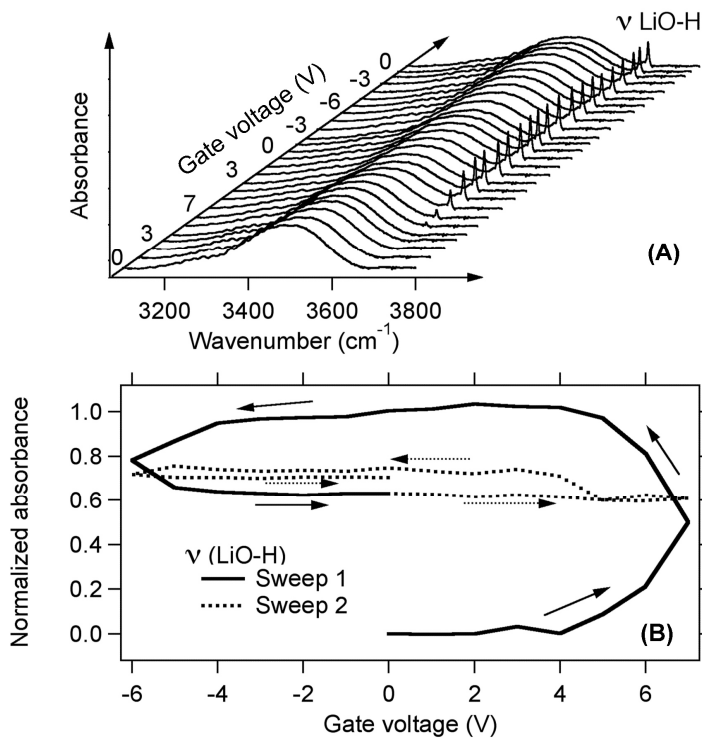 ν LiO-H
Absorbance
Gate voltage (V)
0
3
7
3
0
-3
-6
-3
0
(A)
3200 3400 3600 3800
Wavenumber (cm⁻¹)
Normalized absorbance
1.0
0.8
0.6
0.4
0.2
0.0
ν (LiO-H)
Sweep 1
Sweep 2
(B)
-6 -4 -2 0 2 4 6
Gate voltage (V)